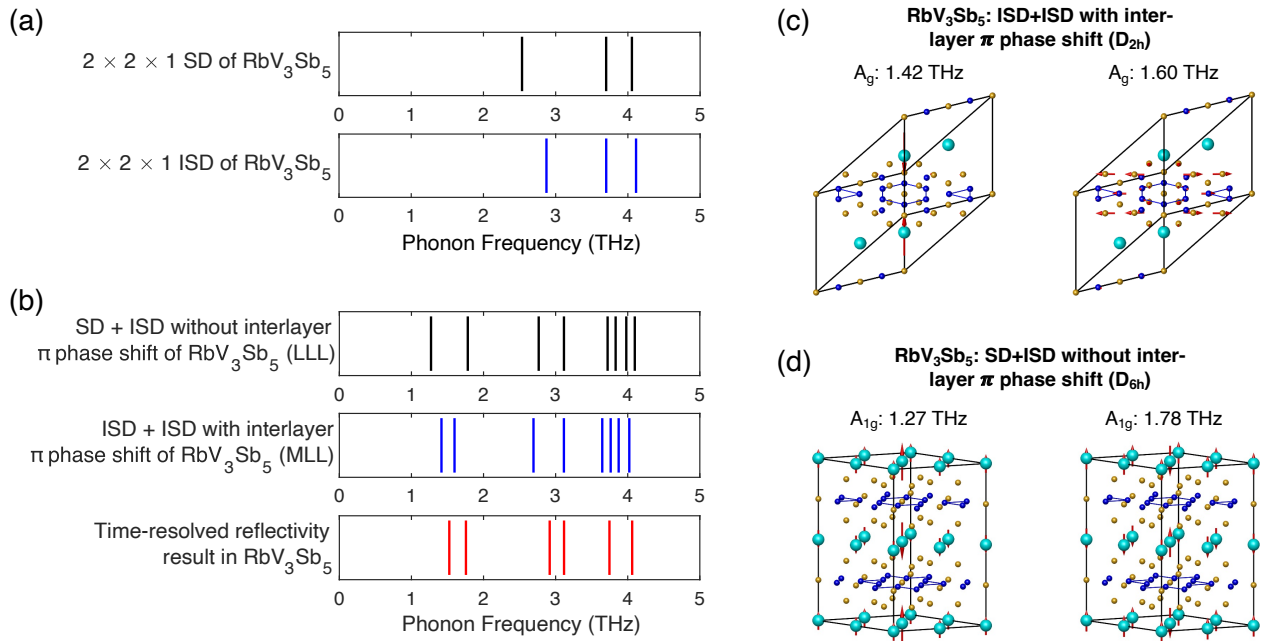 (a)
2 × 2 × 1 SD of RbV3Sb5
0 1 2 3 4 5
2 × 2 × 1 ISD of RbV3Sb5
0 1 2 3 4 5
Phonon Frequency (THz)
(b)
SD + ISD without interlayer
π phase shift of RbV3Sb5 (LLL)
0 1 2 3 4 5
ISD + ISD with interlayer
π phase shift of RbV3Sb5 (MLL)
0 1 2 3 4 5
Time-resolved reflectivity
result in RbV3Sb5
0 1 2 3 4 5
Phonon Frequency (THz)
(c)
RbV3Sb5: ISD+ISD with inter-
layer π phase shift (D2h)
Ag: 1.42 THz
Ag: 1.60 THz
(d)
RbV3Sb5: SD+ISD without inter-
layer π phase shift (D6h)
A1g: 1.27 THz
A1g: 1.78 THz